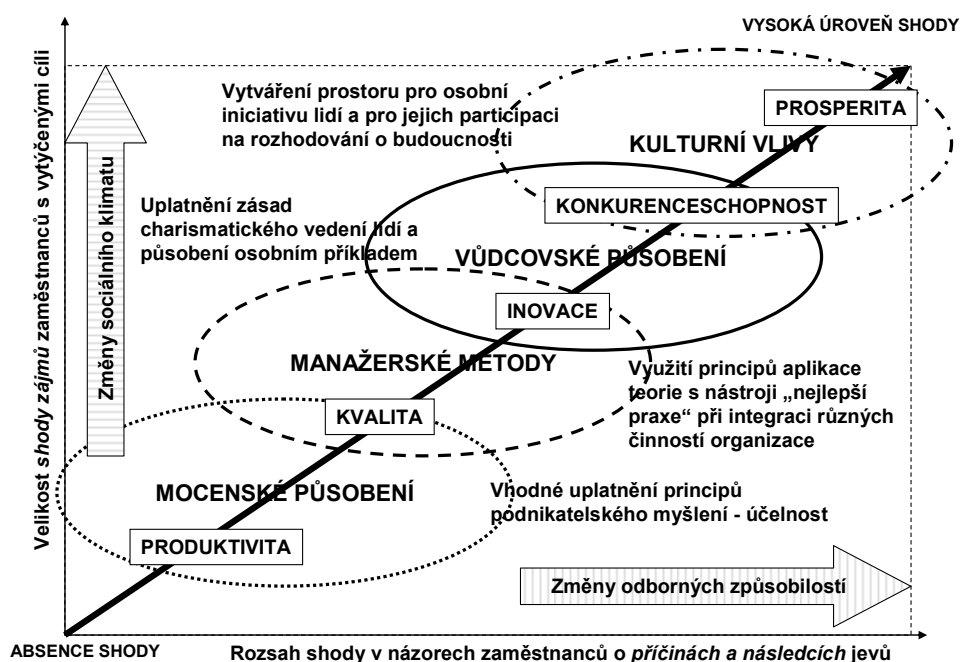 VYSOKÁ ÚROVEŇ SHODY
Velikost shody zájmů zaměstnanců s vytýčenými cíli
Změny sociálního klimatu
Vytváření prostoru pro osobní
iniciativu lidí a pro jejich participaci
na rozhodování o budoucnosti
PROSPERITA
KULTURNÍ VLIVY
Uplatnění zásad
charismatického vedení lidí a
působení osobním příkladem
KONKURENCESCHOPNOST
VŮDCOVSKÉ PŮSOBENÍ
INOVACE
MANAŽERSKÉ METODY
Využití principů aplikace
teorie s nástroji „nejlepší
praxe“ při integraci různých
činností organizace
KVALITA
MOCENSKÉ PŮSOBENÍ
Vhodné uplatnění principů
podnikatelského myšlení - účelnost
PRODUKTIVITA
Změny odborných způsobilostí
ABSENCE SHODY
Rozsah shody v názorech zaměstnanců o příčinách a následcích jevů